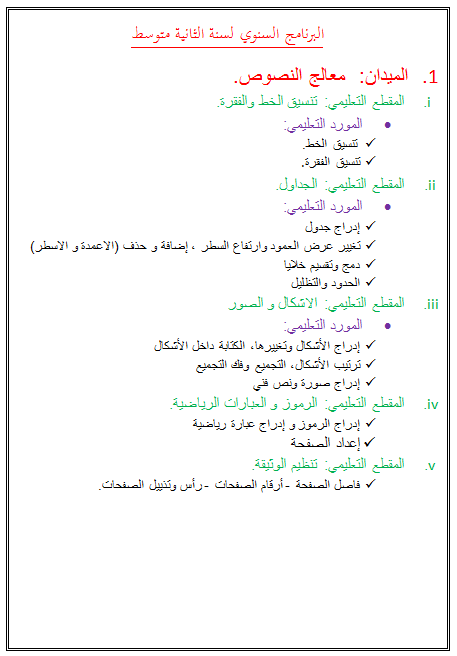 البرنامج السنوي لسنة الثانية متوسط
1. الميدان: معالج النصوص.
i. المقطع التعليمي: تنسيق الخط والفقرة.
• المورد التعليمي:
✓ تنسيق الخط.
✓ تنسيق الفقرة.
ii. المقطع التعليمي: الجداول.
• المورد التعليمي:
✓ إدراج جدول
✓ تغيير عرض العمود وارتفاع السطر ، إضافة و حذف (الاعمدة و الاسطر)
✓ دمج وتقسيم خلايا
✓ الحدود والتظليل
iii. المقطع التعليمي: الاشكال و الصور
• المورد التعليمي:
✓ إدراج الأشكال وتغييرها، الكتابة داخل الأشكال
✓ ترتيب الأشكال، التجميع وفك التجميع
✓ إدراج صورة ونص فني
iv. المقطع التعليمي: الرموز و العبارات الرياضية.
✓ إدراج الرموز و إدراج عبارة رياضية
✓ إعداد الصفحة
v. المقطع التعليمي: تنظيم الوثيقة.
✓ فاصل الصفحة - أرقام الصفحات - رأس وتذييل الصفحات.